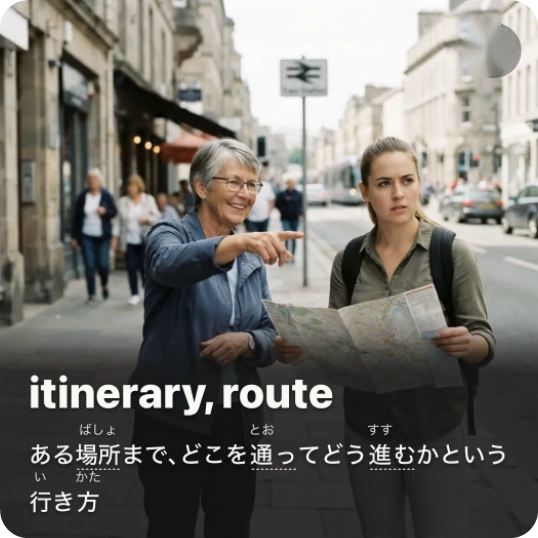 itinerary, route
ばしょ とお すす
ある場所まで、どこを通ってどう進むかという
い かた
行き方